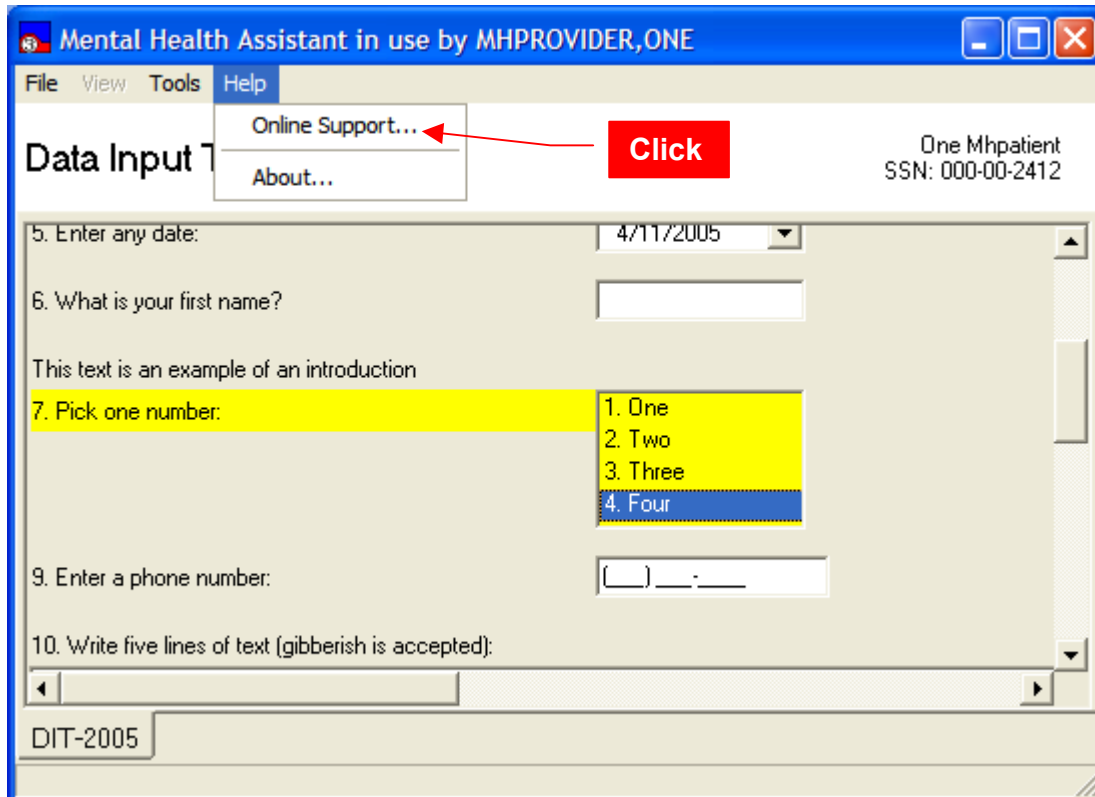 Mental Health Assistant in use by MHPROVIDER,ONE
File View Tools Help
Online Support...
Click
About...
Data Input T
One Mhpatient
SSN: 000-00-2412
5. Enter any date: 4/11/2005
6. What is your first name?
This text is an example of an introduction
7. Pick one number: 1. One
2. Two
3. Three
4. Four
9. Enter a phone number: (___) ___-____
10. Write five lines of text (gibberish is accepted):
DIT-2005